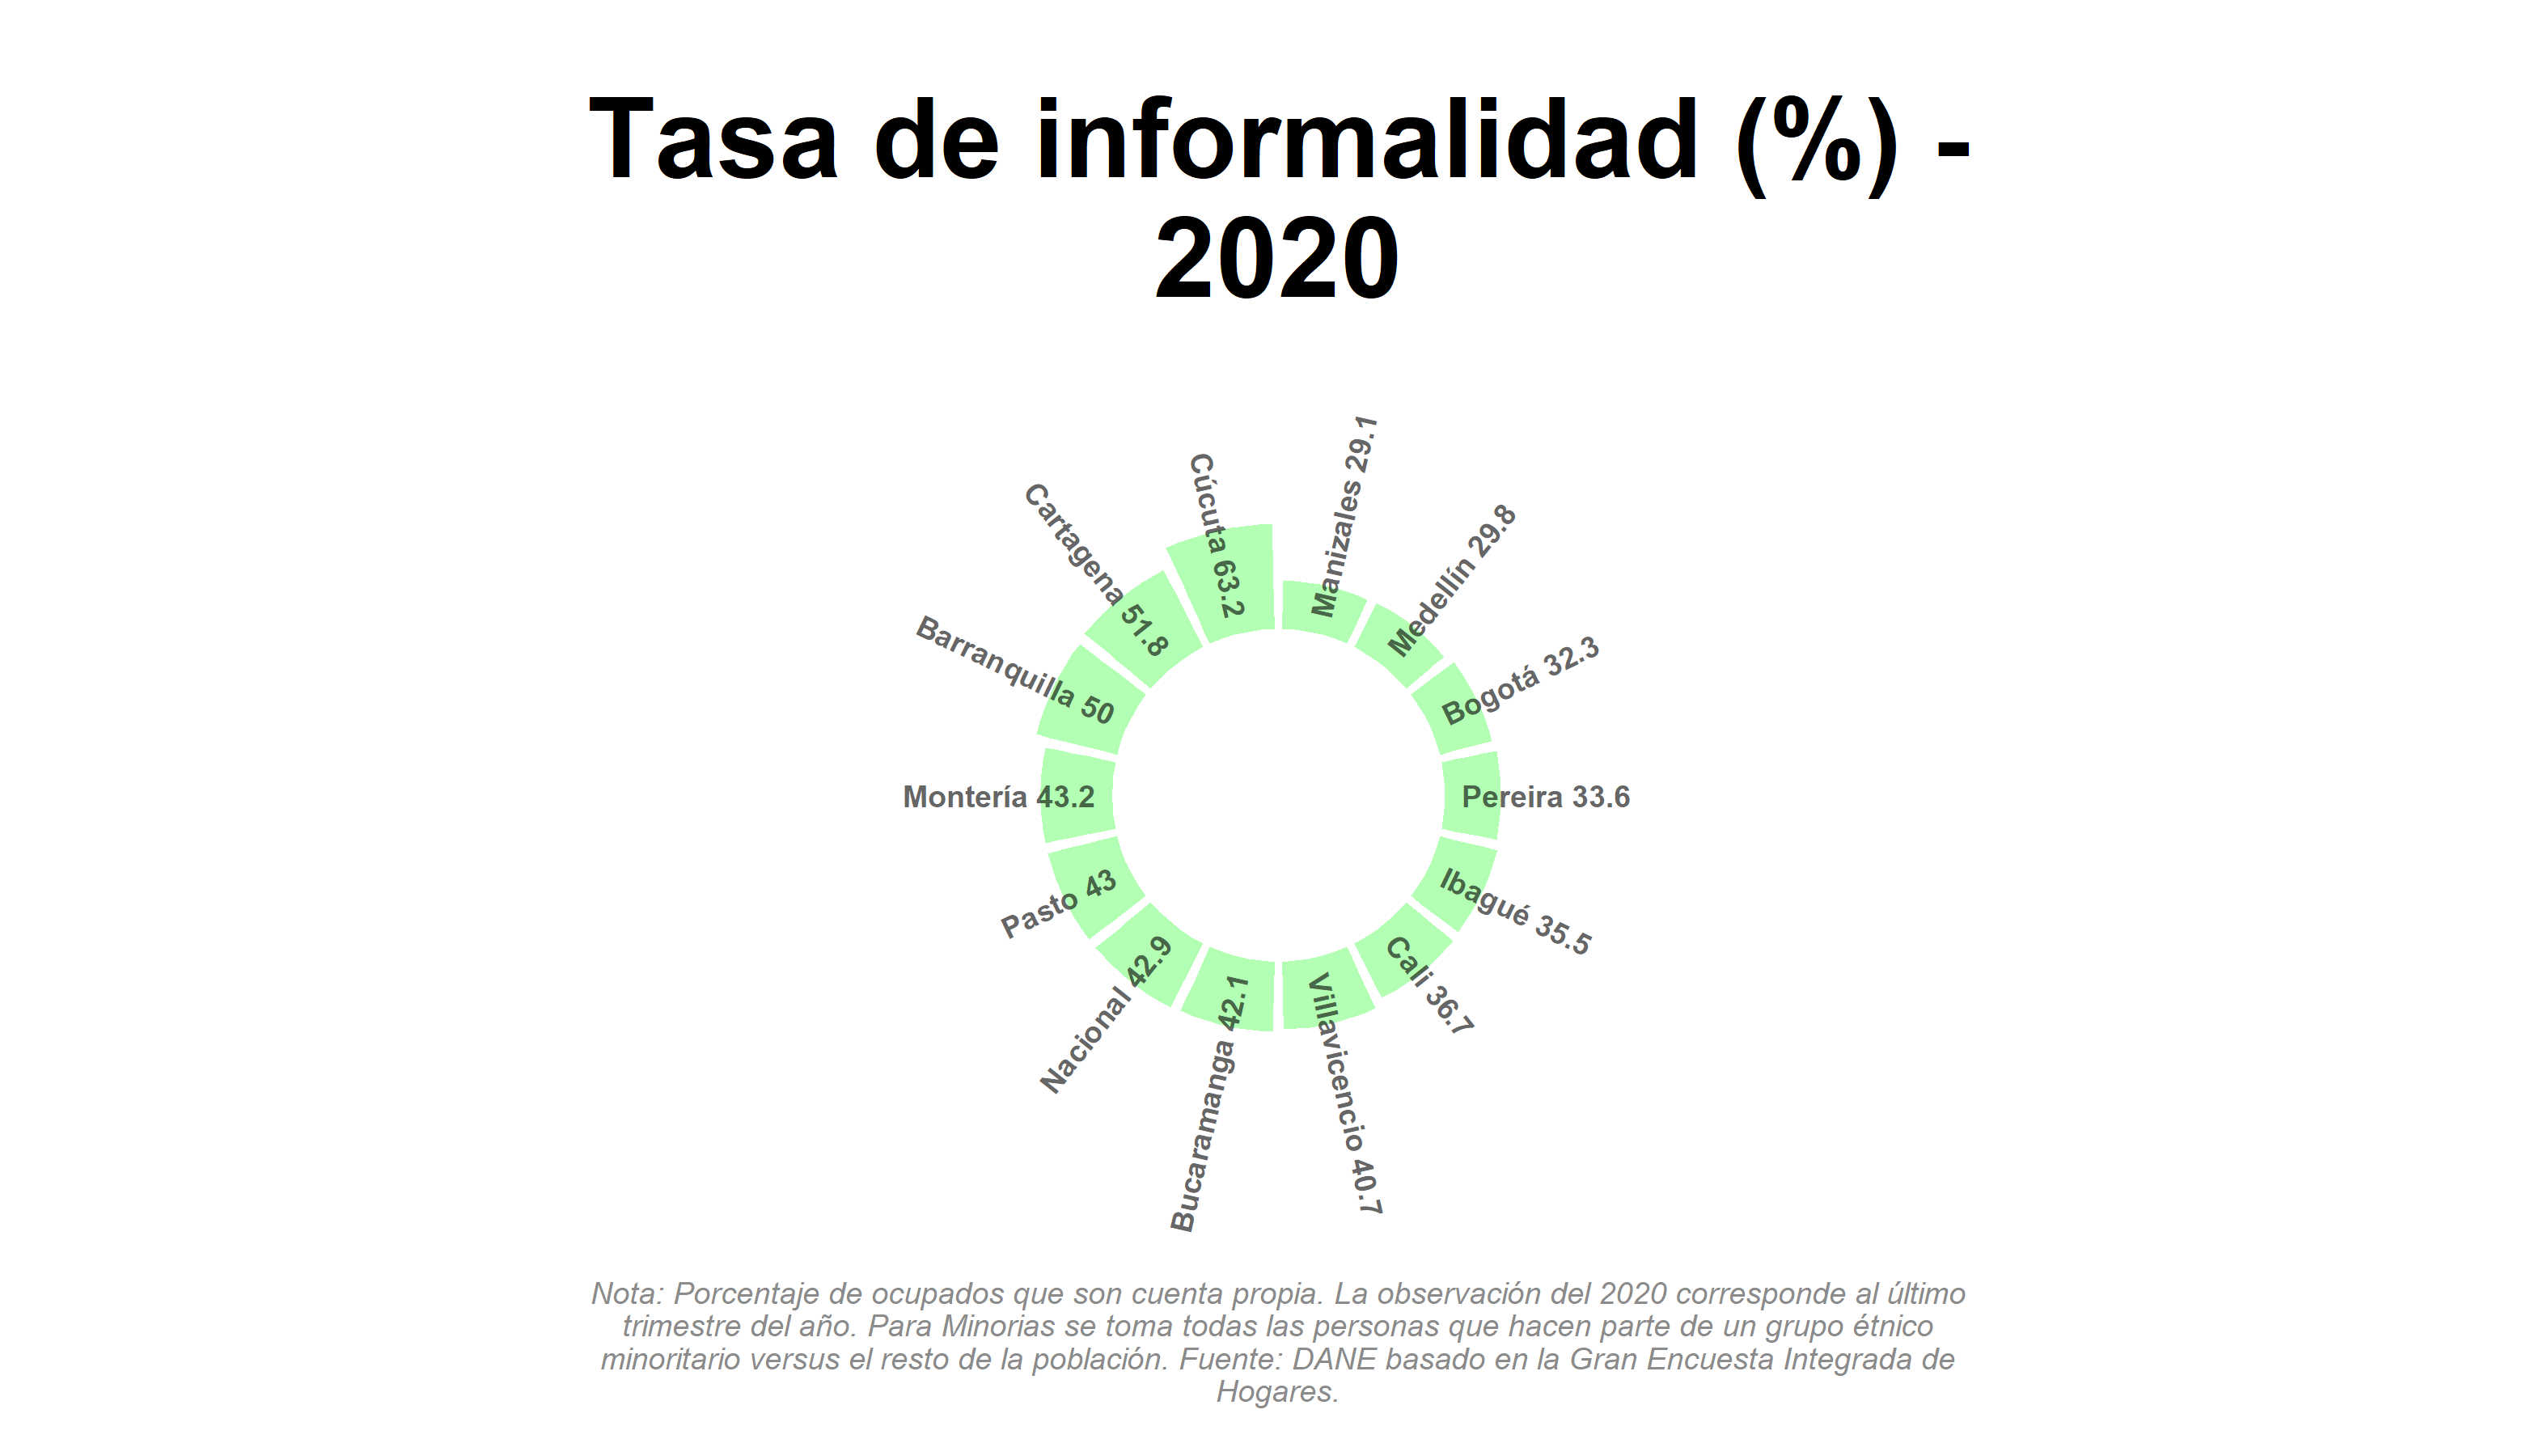 Tasa de informalidad (%) -
2020
Manizales 29.1
Medellín 29.8
Bogotá 32.3
Pereira 33.6
Ibagué 35.5
Cali 36.7
Villavicencio 40.7
Bucaramanga 42.1
Nacional 42.9
Pasto 43
Montería 43.2
Barranquilla 50
Cartagena 51.8
Cúcuta 63.2
Nota: Porcentaje de ocupados que son cuenta propia. La observación del 2020 corresponde al último
trimestre del año. Para Minorias se toma todas las personas que hacen parte de un grupo étnico
minoritario versus el resto de la población. Fuente: DANE basado en la Gran Encuesta Integrada de
Hogares.